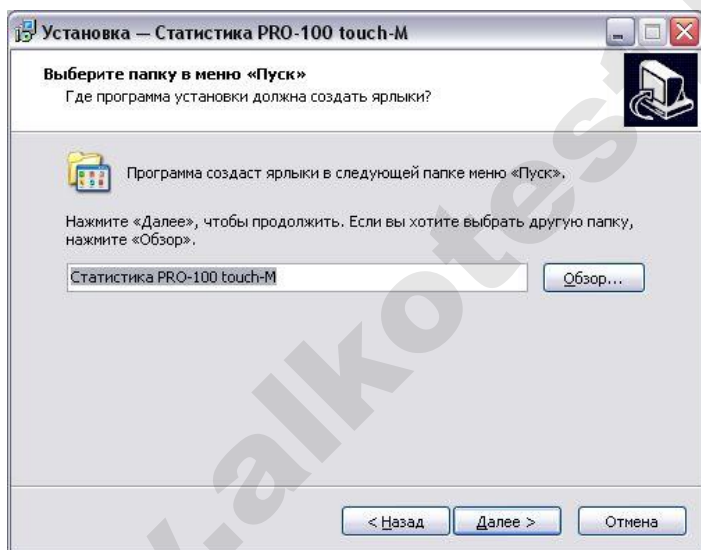 Установка — Статистика PRO-100 touch-M
Выберите папку в меню «Пуск»
Где программа установки должна создать ярлыки?
Программа создаст ярлыки в следующей папке меню «Пуск».
Нажмите «Далее», чтобы продолжить. Если вы хотите выбрать другую папку,
нажмите «Обзор».
Статистика PRO-100 touch-M
Обзор...
< Назад
Далее >
Отмена
.alkotes